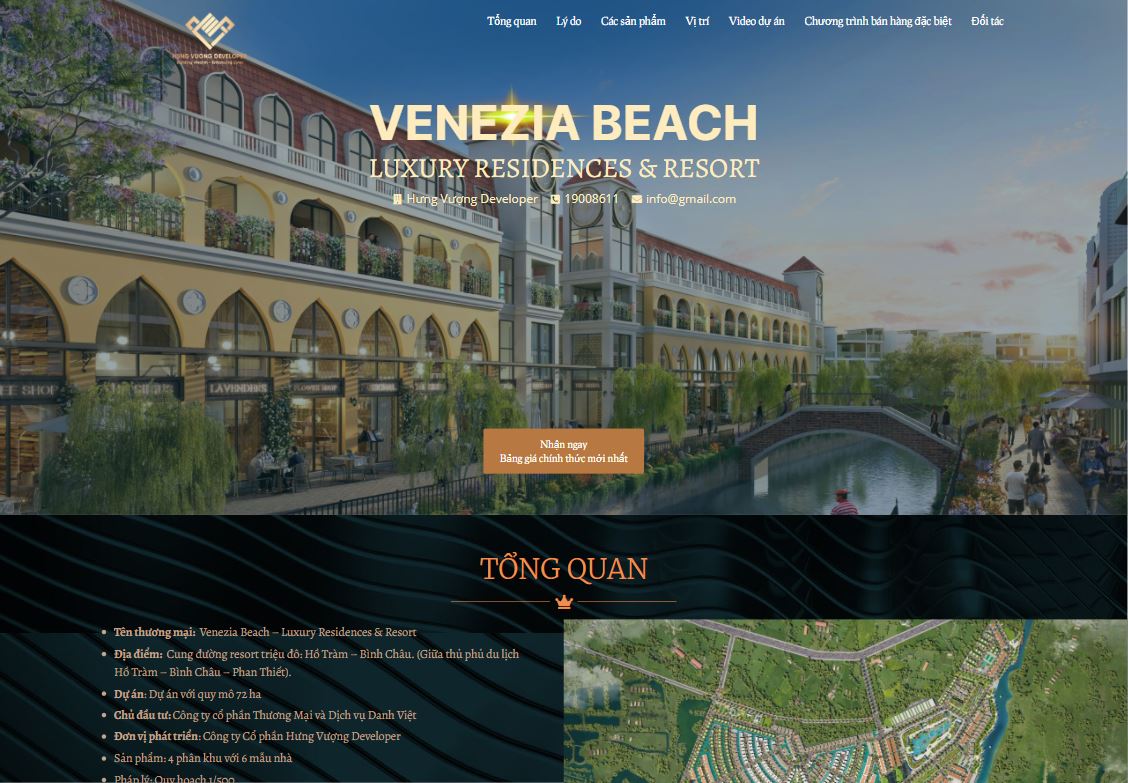 HƯNG VƯỢNG DEVELOPER
Tổng quan Lý do Các sản phẩm Vị trí Video dự án Chương trình bán hàng đặc biệt Đối tác
VENEZIA BEACH
LUXURY RESIDENCES & RESORT
Hưng Vượng Developer 19008611 info@gmail.com
LAVENDERS
FLOWER SHOP
Nhận ngay
Bảng giá chính thức mới nhất
TỔNG QUAN
Tên thương mại: Venezia Beach – Luxury Residences & Resort
Địa điểm: Cung đường resort triệu đô: Hồ Tràm – Bình Châu. (Giữa thủ phủ du lịch
Hồ Tràm – Bình Châu – Phan Thiết).
Dự án: Dự án với quy mô 72 ha
Chủ đầu tư: Công ty cổ phần Thương Mại và Dịch vụ Danh Việt
Đơn vị phát triển: Công ty Cổ phần Hưng Vượng Developer
Sản phẩm: 4 phân khu với 6 mẫu nhà
Pháp lý: Quy hoạch 1/500